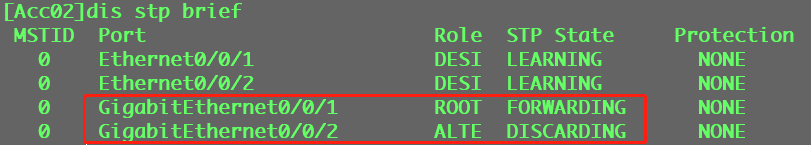 [Acc02]dis stp brief
MSTID Port Role STP State Protection
0 Ethernet0/0/1 DESI LEARNING NONE
0 Ethernet0/0/2 DESI LEARNING NONE
0 GigabitEthernet0/0/1 ROOT FORWARDING NONE
0 GigabitEthernet0/0/2 ALTE DISCARDING NONE